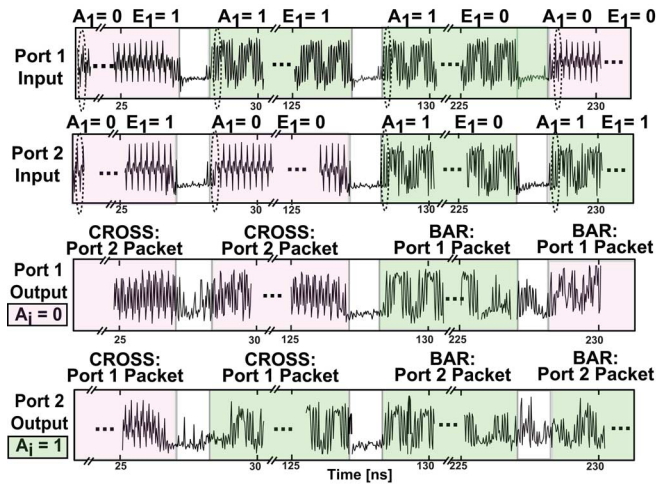 A1= 0 E1= 1 A1= 1 E1= 1 A1= 1 E1= 0 A1= 0 E1= 0
Port 1
Input
...
...
...
...
25 30 125 130 225 230
A1= 0 E1= 1 A1= 0 E1= 0 A1= 1 E1= 0 A1= 1 E1= 1
Port 2
Input
...
...
...
...
25 30 125 130 225 230
CROSS:
Port 2 Packet
CROSS:
Port 2 Packet
BAR:
Port 1 Packet
BAR:
Port 1 Packet
Port 1
Output
Ai = 0
...
...
25 30 125 130 225 230
CROSS:
Port 1 Packet
CROSS:
Port 1 Packet
BAR:
Port 2 Packet
BAR:
Port 2 Packet
Port 2
Output
Ai = 1
...
...
...
...
25 30 125 130 225 230
Time [ns]